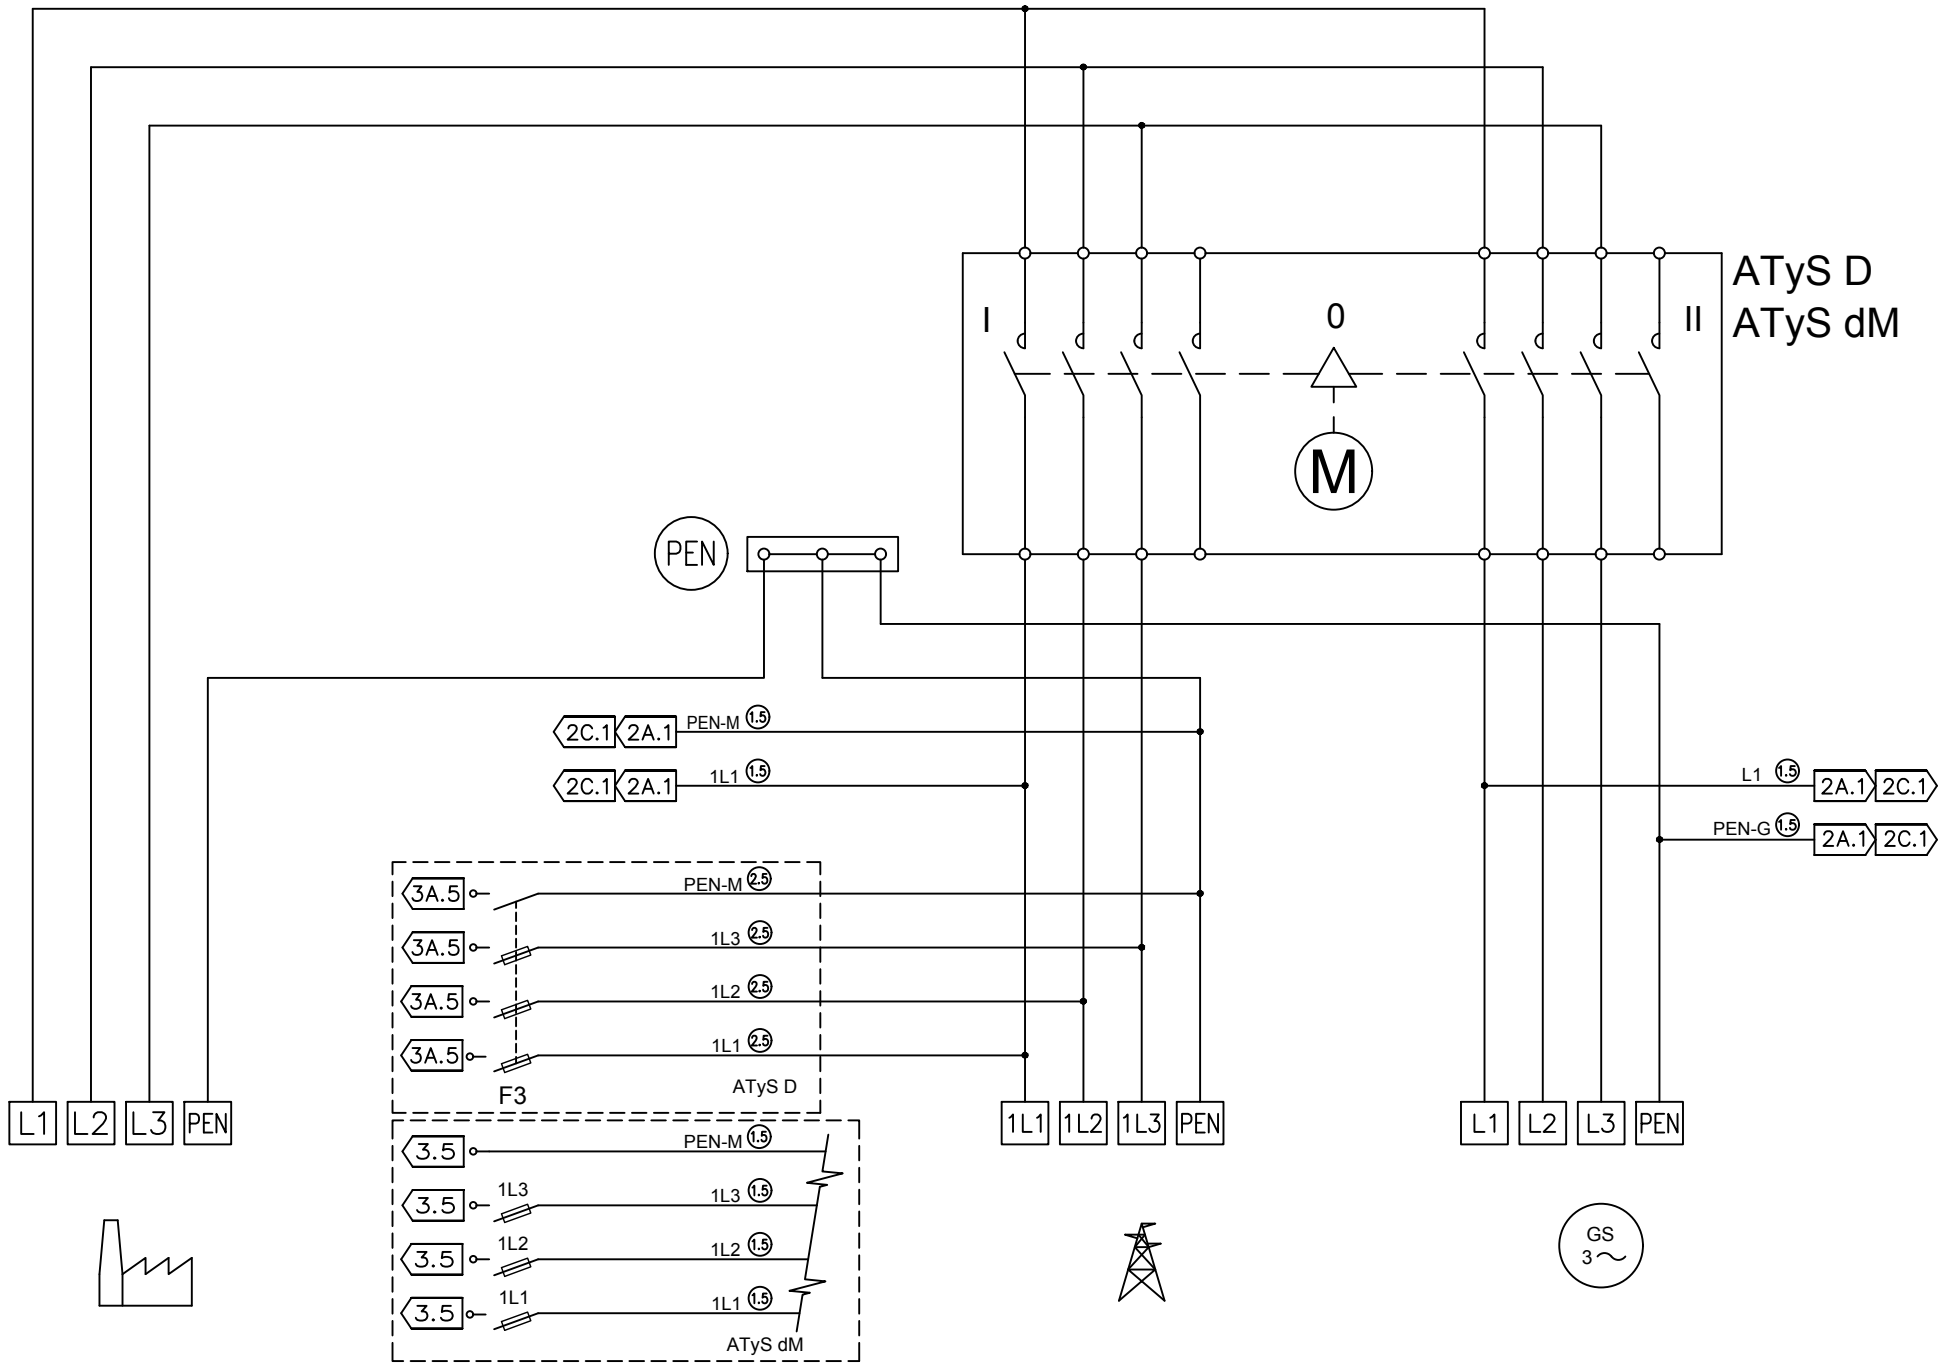 ATyS D
I 0 II ATyS dM
M
PEN
2C.1 2A.1 PEN-M 1.5
2C.1 2A.1 1L1 1.5
L1 1.5 2A.1 2C.1
PEN-G 1.5 2A.1 2C.1
3A.5 PEN-M 2.5
3A.5 1L3 2.5
3A.5 1L2 2.5
3A.5 1L1 2.5
F3 ATyS D
L1 L2 L3 PEN
1L1 1L2 1L3 PEN
L1 L2 L3 PEN
3.5 PEN-M 1.5
3.5 1L3 1L3 1.5
3.5 1L2 1L2 1.5
3.5 1L1 1L1 1.5
ATyS dM
GS
3~